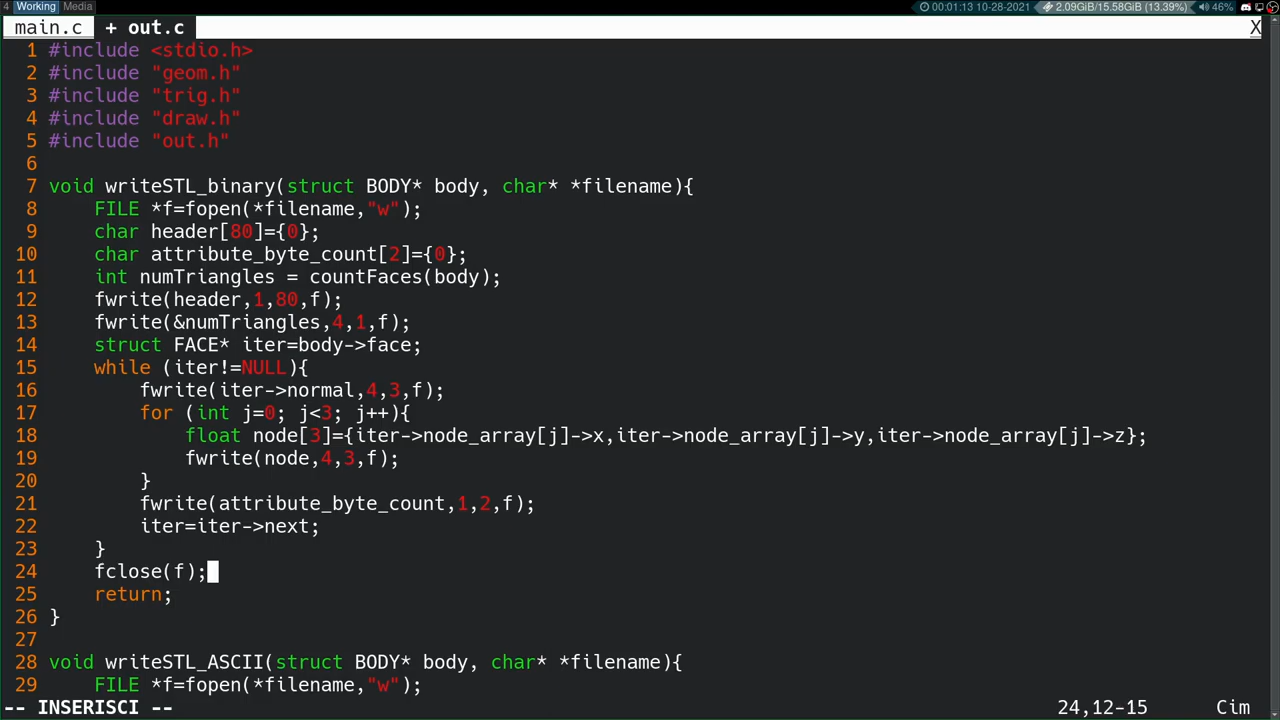 4 Working Media 00:01:13 10-28-2021 2.09GiB/15.58GiB (13.39%) 46%
main.c + out.c X
1 #include <stdio.h>
2 #include "geom.h"
3 #include "trig.h"
4 #include "draw.h"
5 #include "out.h"
6
7 void writeSTL_binary(struct BODY* body, char* *filename){
8     FILE *f=fopen(*filename,"w");
9     char header[80]={0};
10     char attribute_byte_count[2]={0};
11     int numTriangles = countFaces(body);
12     fwrite(header,1,80,f);
13     fwrite(&numTriangles,4,1,f);
14     struct FACE* iter=body->face;
15     while (iter!=NULL){
16         fwrite(iter->normal,4,3,f);
17         for (int j=0; j<3; j++){
18             float node[3]={iter->node_array[j]->x,iter->node_array[j]->y,iter->node_array[j]->z};
19             fwrite(node,4,3,f);
20         }
21         fwrite(attribute_byte_count,1,2,f);
22         iter=iter->next;
23     }
24     fclose(f);
25     return;
26 }
27
28 void writeSTL_ASCII(struct BODY* body, char* *filename){
29     FILE *f=fopen(*filename,"w");
-- INSERISCI -- 24,12-15 Cim